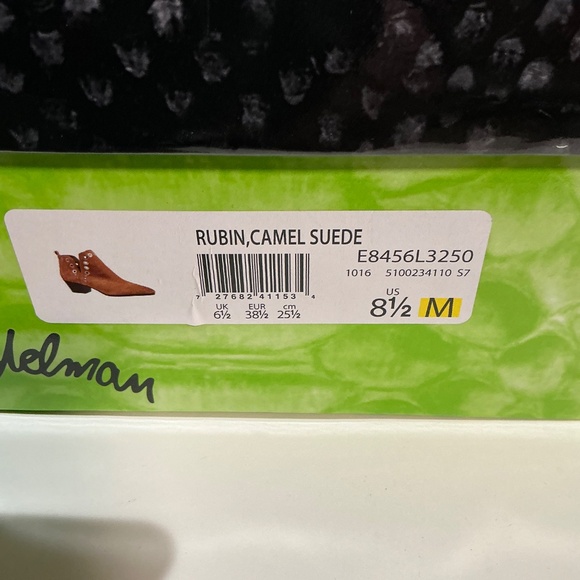 RUBIN,CAMEL SUEDE
E8456L3250
1016 5100234110 S7
7 27682 41153 4
UK EUR cm
6½ 38½ 25½
US
8½ M
elman